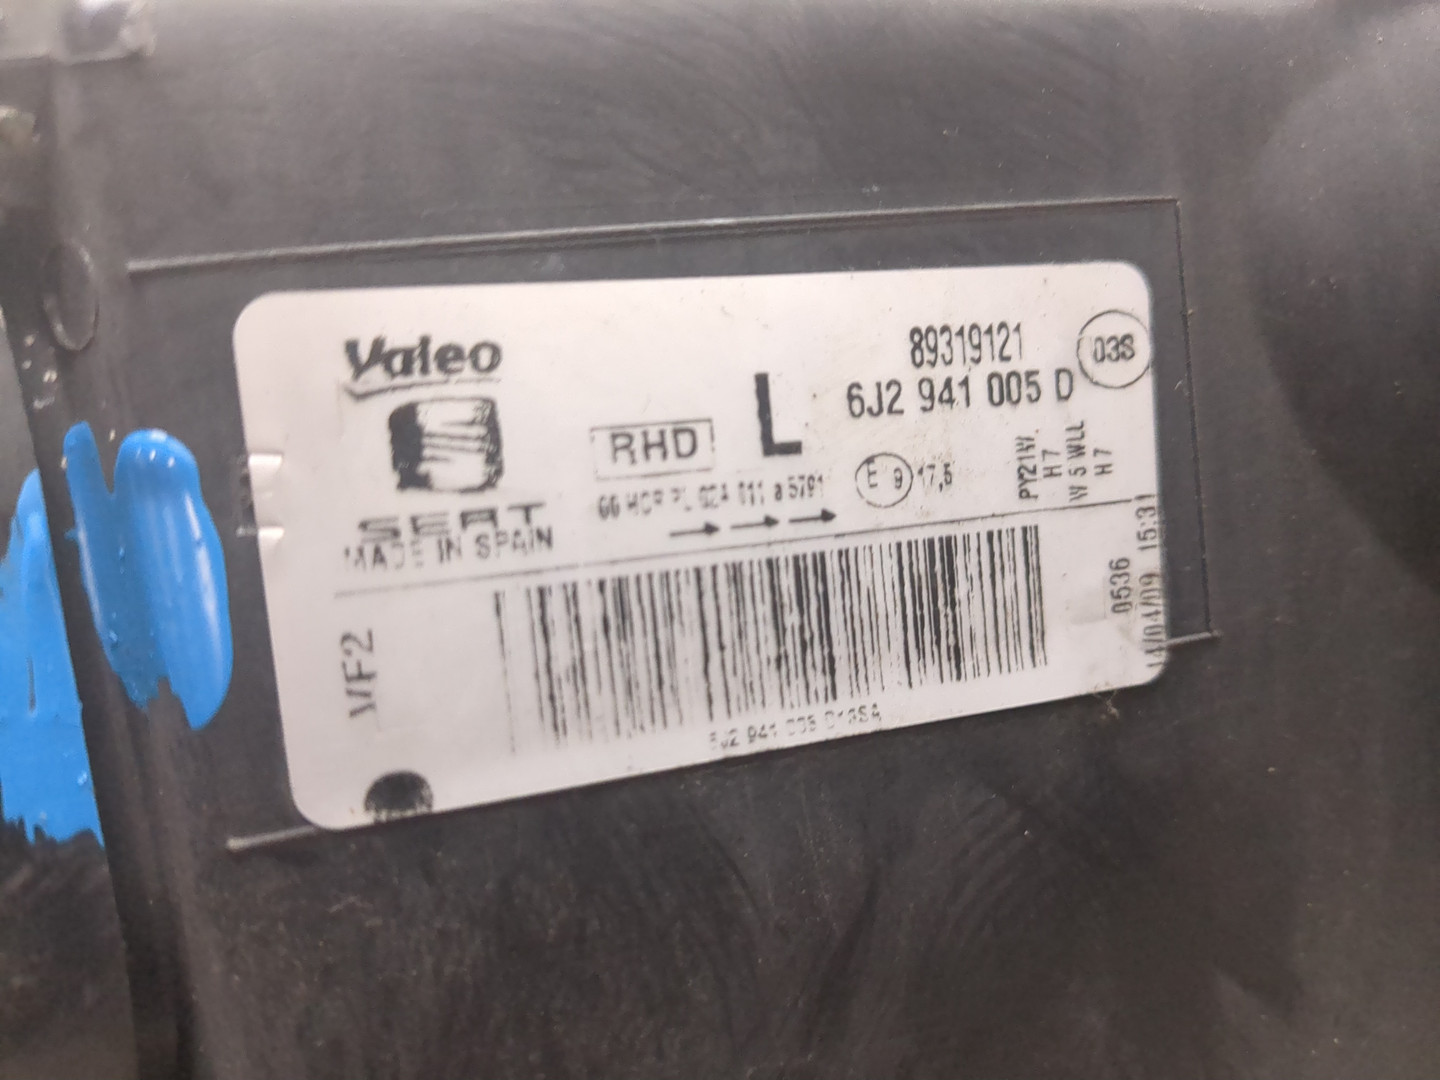 Valeo
SEAT
MADE IN SPAIN
RHD
L
89319121
6J2 941 005 D
03S
E 9 17,5
PY21W.
H7
W 5 WLL
H7
VF2
0536
14/04/09 15:31
941